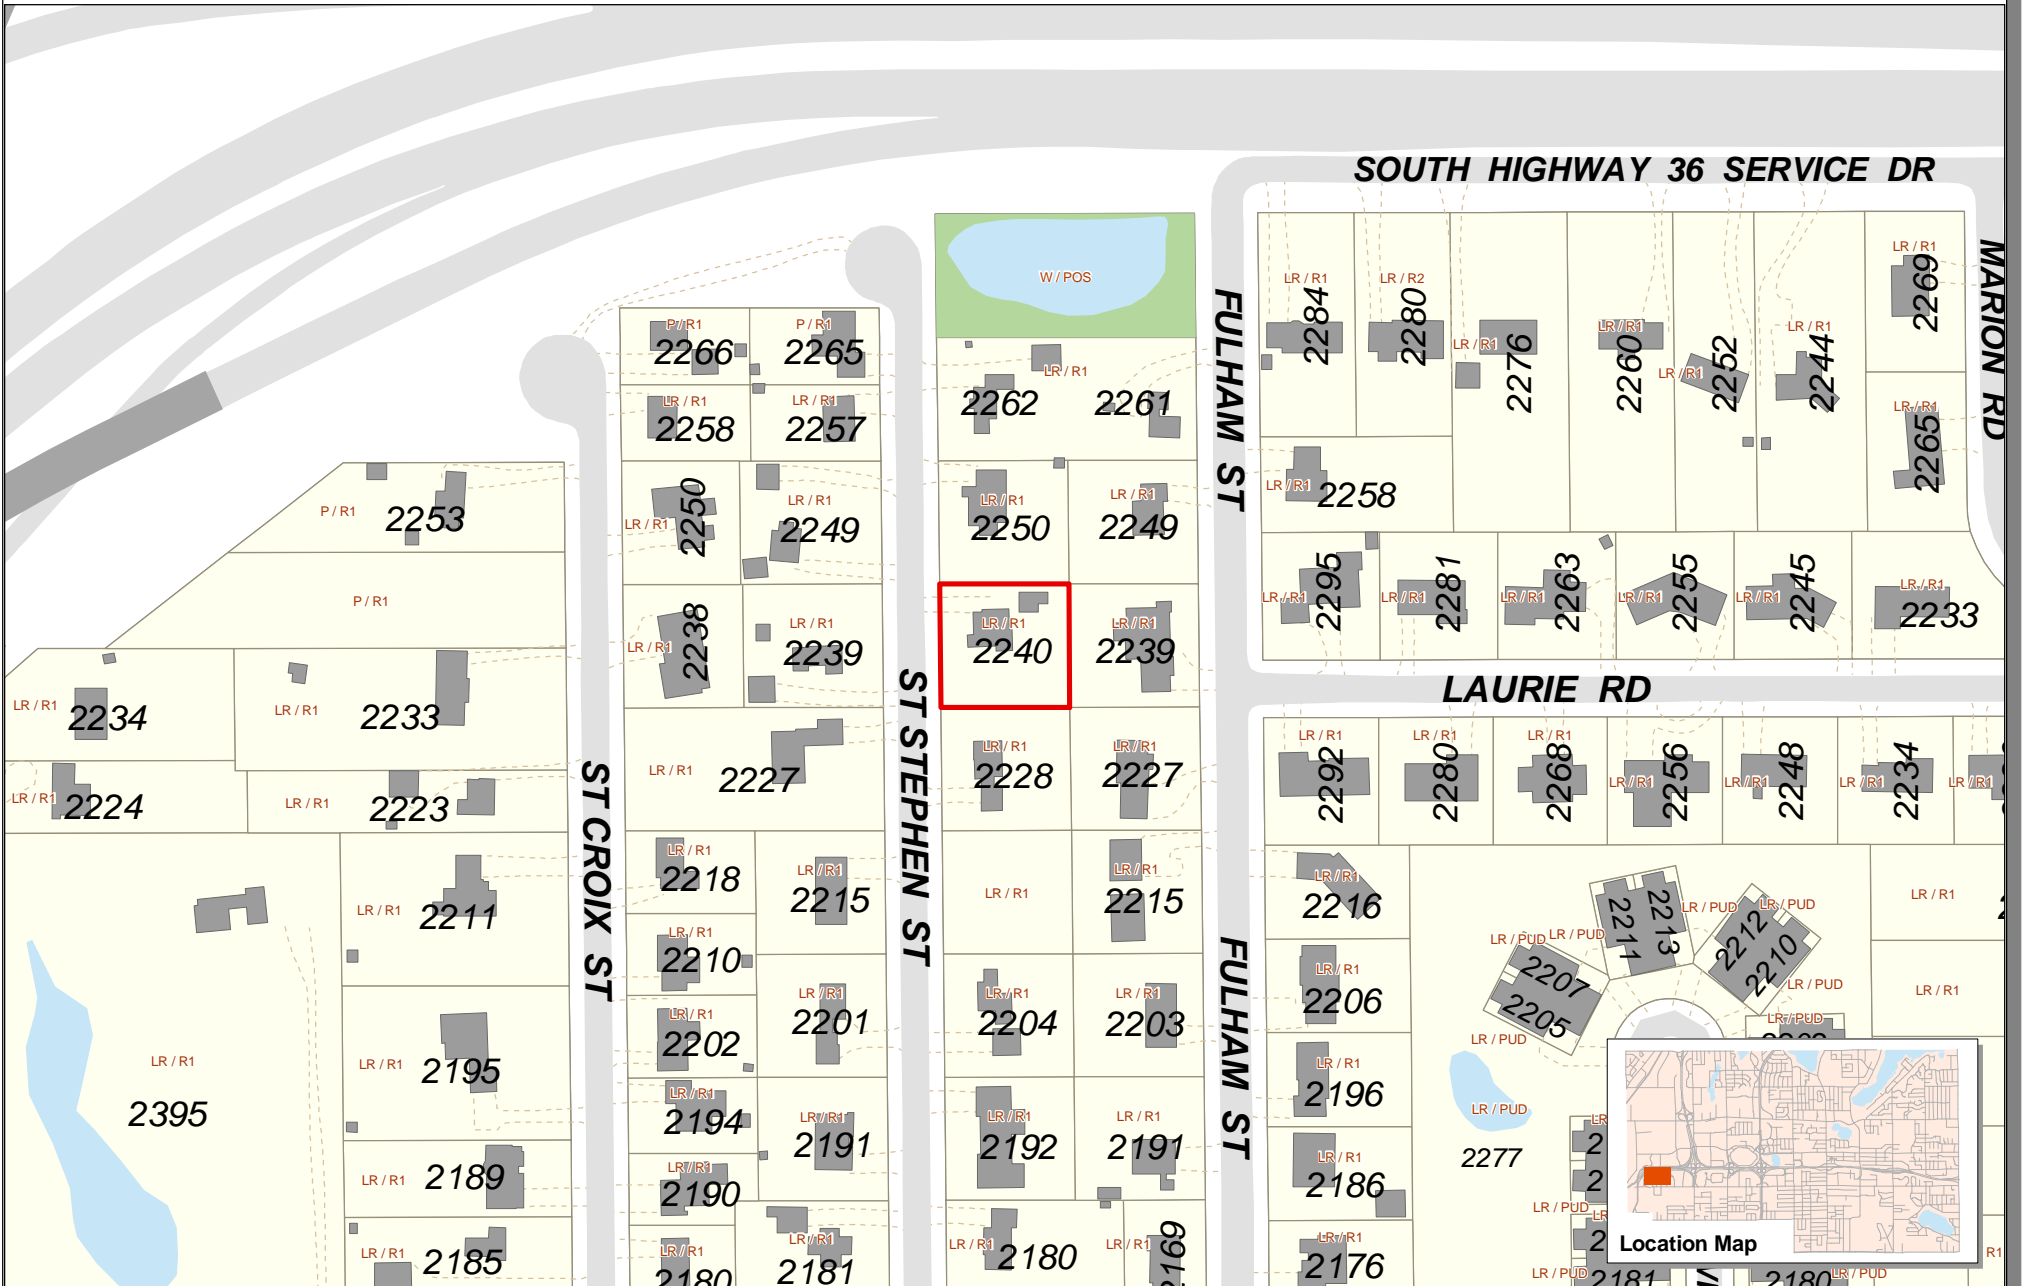 SOUTH HIGHWAY 36 SERVICE DR
MARION RD
FULHAM ST
W / POS
LR / R1
2284
LR / R2
2280
LR / R1
2276
LR / R1
2260
LR / R1
2252
LR / R1
2244
LR / R1
2269
P / R1
2266
P / R1
2265
LR / R1
2262
2261
LR / R1
2258
LR / R1
2257
LR / R1
2265
P / R1
2253
LR / R1
2250
LR / R1
2249
LR / R1
2250
LR / R1
2249
LR / R1
2258
P / R1
LR / R1
2295
LR / R1
2281
LR / R1
2263
LR / R1
2255
LR / R1
2245
LR / R1
2233
LR / R1
2238
LR / R1
2239
LR / R1
2240
LR / R1
2239
LAURIE RD
ST STEPHEN ST
ST CROIX ST
LR / R1
2234
LR / R1
2233
LR / R1
2227
LR / R1
2228
LR / R1
2227
LR / R1
2292
LR / R1
2280
LR / R1
2268
LR / R1
2256
LR / R1
2248
LR / R1
2234
LR / R1
LR / R1
2224
LR / R1
2223
LR / R1
2218
LR / R1
2215
LR / R1
LR / R1
2215
LR / R1
2216
LR / R1
2211
LR / R1
2210
FULHAM ST
LR / PUD
LR / PUD
2211
2213
LR / PUD
LR / PUD
2212
2210
LR / R1
2207
2205
LR / PUD
LR / R1
LR / R1
2206
LR / R1
2201
LR / R1
2204
LR / R1
2203
LR / R1
2202
LR / PUD
LR / PUD
LR / R1
2395
LR / R1
2195
LR / R1
2194
LR / R1
2191
LR / R1
2192
LR / R1
2191
LR / R1
2196
LR / PUD
2277
LR / R1
2189
LR / R1
2190
LR / R1
2186
LR / PUD
LR / R1
2185
LR / R1
2180
LR / R1
2181
LR / R1
2180
LR / R1
2169
LR / R1
2176
LR / PUD
2181
LR / PUD
2180
Location Map